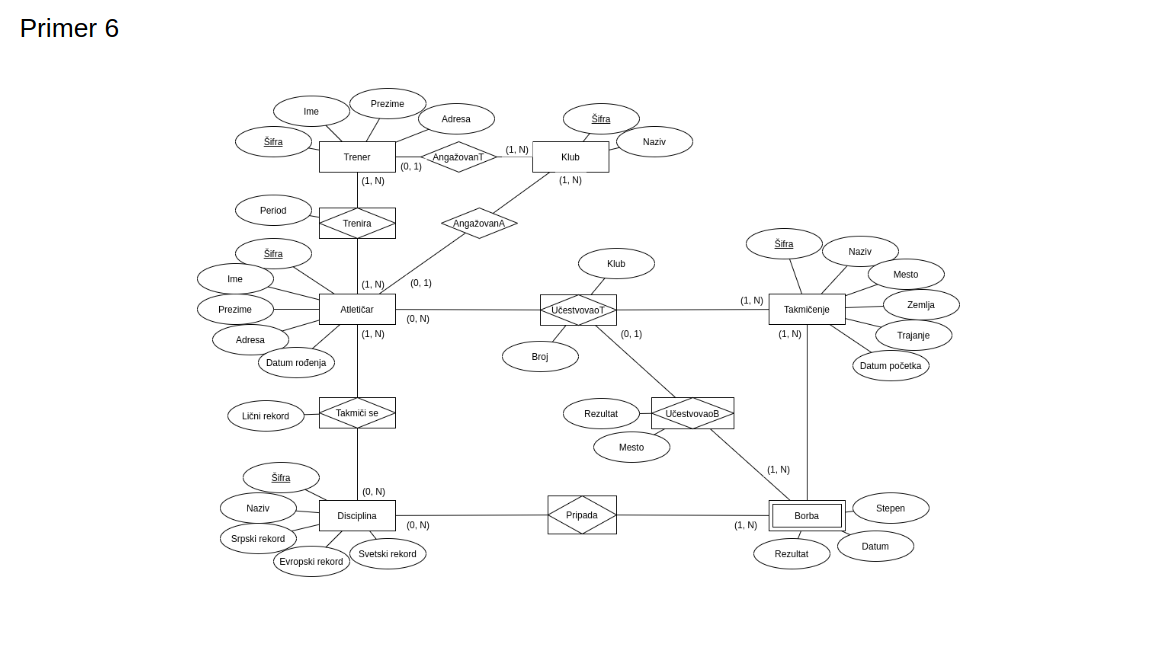 Primer 6
Ime
Prezime
Adresa
Šifra
Šifra
Naziv
Trener
AngažovanT
Klub
(0, 1)
(1, N)
(1, N)
(1, N)
Period
Trenira
AngažovanA
Šifra
Ime
Prezime
Adresa
Datum rođenja
Atletičar
(1, N)
(0, 1)
(0, N)
(1, N)
Klub
UčestvovaoT
Broj
(0, 1)
(1, N)
Šifra
Naziv
Mesto
Zemlja
Trajanje
Datum početka
Takmičenje
(1, N)
Lični rekord
Takmiči se
Rezultat
UčestvovaoB
Mesto
(1, N)
Šifra
Naziv
Srpski rekord
Evropski rekord
Svetski rekord
Disciplina
(0, N)
(0, N)
Pripada
(1, N)
Borba
Stepen
Datum
Rezultat